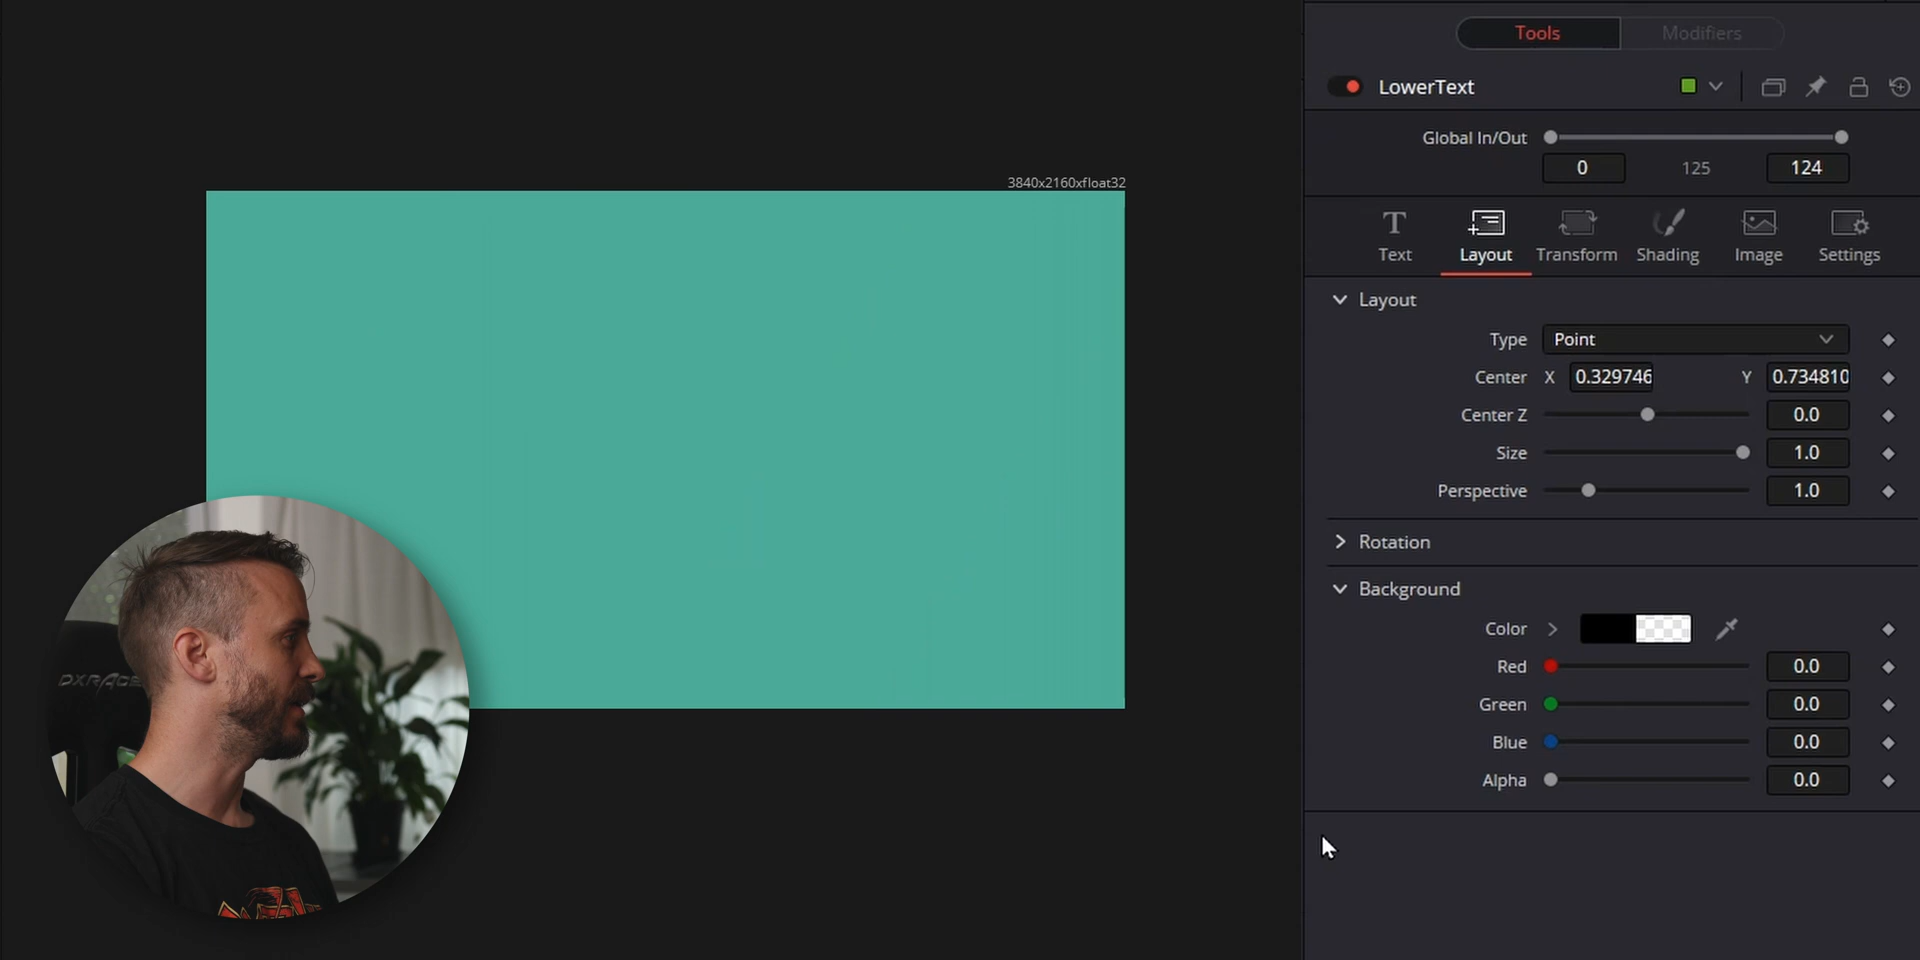 Tools Modifiers
LowerText
Global In/Out
0 125 124
Text Layout Transform Shading Image Settings
Layout
Type Point
Center X 0.329746 Y 0.734810
Center Z 0.0
Size 1.0
Perspective 1.0
Rotation
Background
Color
Red 0.0
Green 0.0
Blue 0.0
Alpha 0.0
3840x2160xfloat32
DXRACE